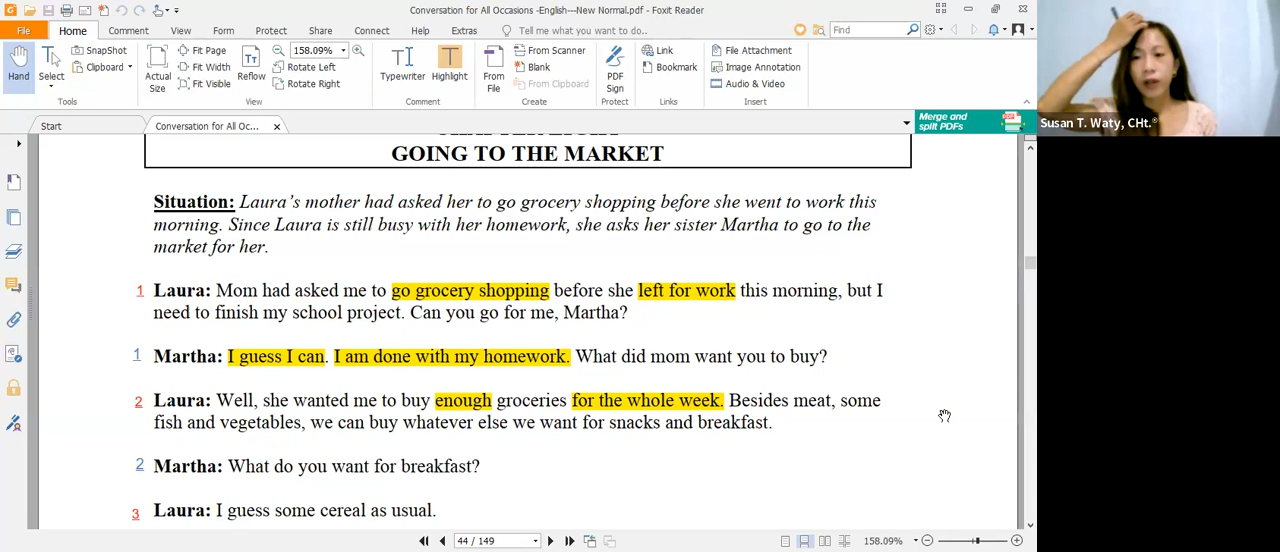 Conversation for All Occasions -English---New Normal.pdf - Foxit Reader
File Home Comment View Form Protect Share Connect Help Extras Tell me what you want to do.. Find
SnapShot Fit Page 158.09% From Scanner Link File Attachment
Clipboard Fit Width Rotate Left Blank Bookmark Image Annotation
Hand Select Actual Size Fit Visible Reflow Rotate Right Typewriter Highlight From File From Clipboard PDF Sign Audio & Video
Tools View Comment Create Protect Links Insert
Start Conversation for All Oc... Merge and split PDFs
Susan T. Waty, CHt.®
GOING TO THE MARKET
Situation: Laura's mother had asked her to go grocery shopping before she went to work this
morning. Since Laura is still busy with her homework, she asks her sister Martha to go to the
market for her.
1 Laura: Mom had asked me to go grocery shopping before she left for work this morning, but I
need to finish my school project. Can you go for me, Martha?
1 Martha: I guess I can. I am done with my homework. What did mom want you to buy?
2 Laura: Well, she wanted me to buy enough groceries for the whole week. Besides meat, some
fish and vegetables, we can buy whatever else we want for snacks and breakfast.
2 Martha: What do you want for breakfast?
3 Laura: I guess some cereal as usual.
44 / 149 158.09%